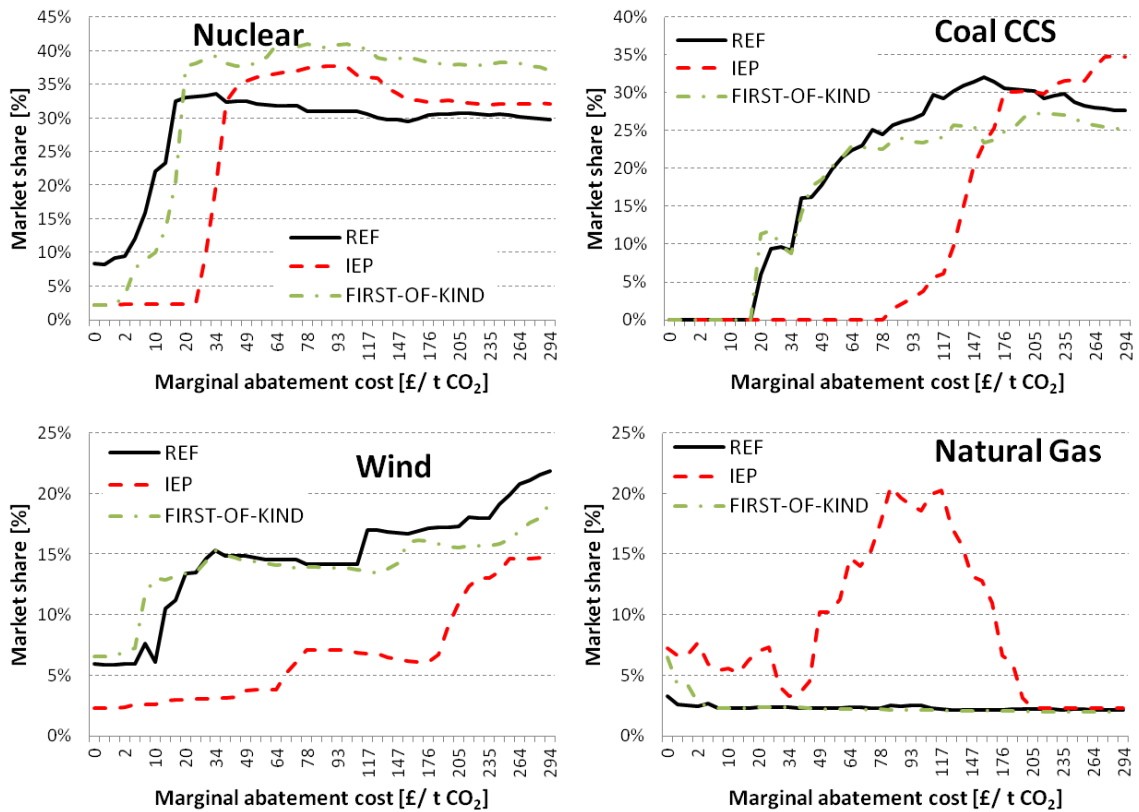 Nuclear
Market share [%]
45%
40%
35%
30%
25%
20%
15%
10%
5%
0%
REF
IEP
FIRST-OF-KIND
0 2 10 20 34 49 78 93 117 147 176 205 235 264 294
Marginal abatement cost [£/ t CO₂]
Coal CCS
Market share [%]
40%
35%
30%
25%
20%
15%
10%
5%
0%
REF
IEP
FIRST-OF-KIND
0 2 10 20 34 49 78 93 117 147 176 205 235 264 294
Marginal abatement cost [£/ t CO₂]
Wind
Market share [%]
25%
20%
15%
10%
5%
0%
REF
IEP
FIRST-OF-KIND
0 2 10 20 34 49 78 93 117 147 176 205 235 264 294
Marginal abatement cost [£/ t CO₂]
Natural Gas
Market share [%]
25%
20%
15%
10%
5%
0%
REF
IEP
FIRST-OF-KIND
0 2 10 20 34 49 78 93 117 147 176 205 235 264 294
Marginal abatement cost [£/ t CO₂]